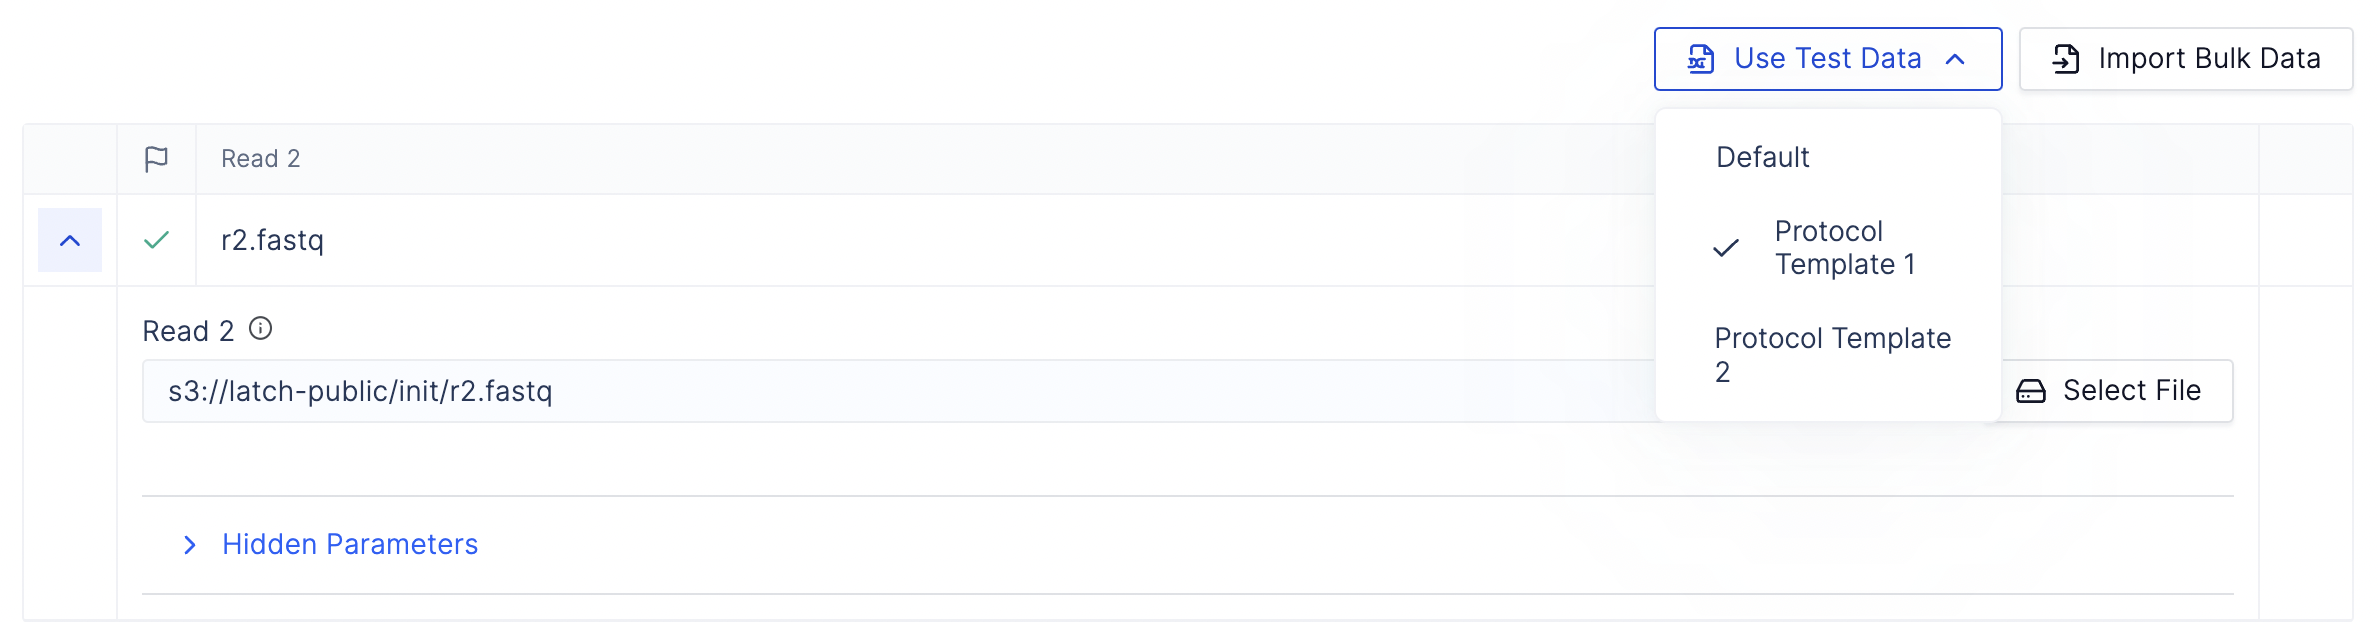 Use Test Data
Import Bulk Data
Read 2
Default
r2.fastq
Protocol
Template 1
Read 2
Protocol Template
2
s3://latch-public/init/r2.fastq
Select File
Hidden Parameters